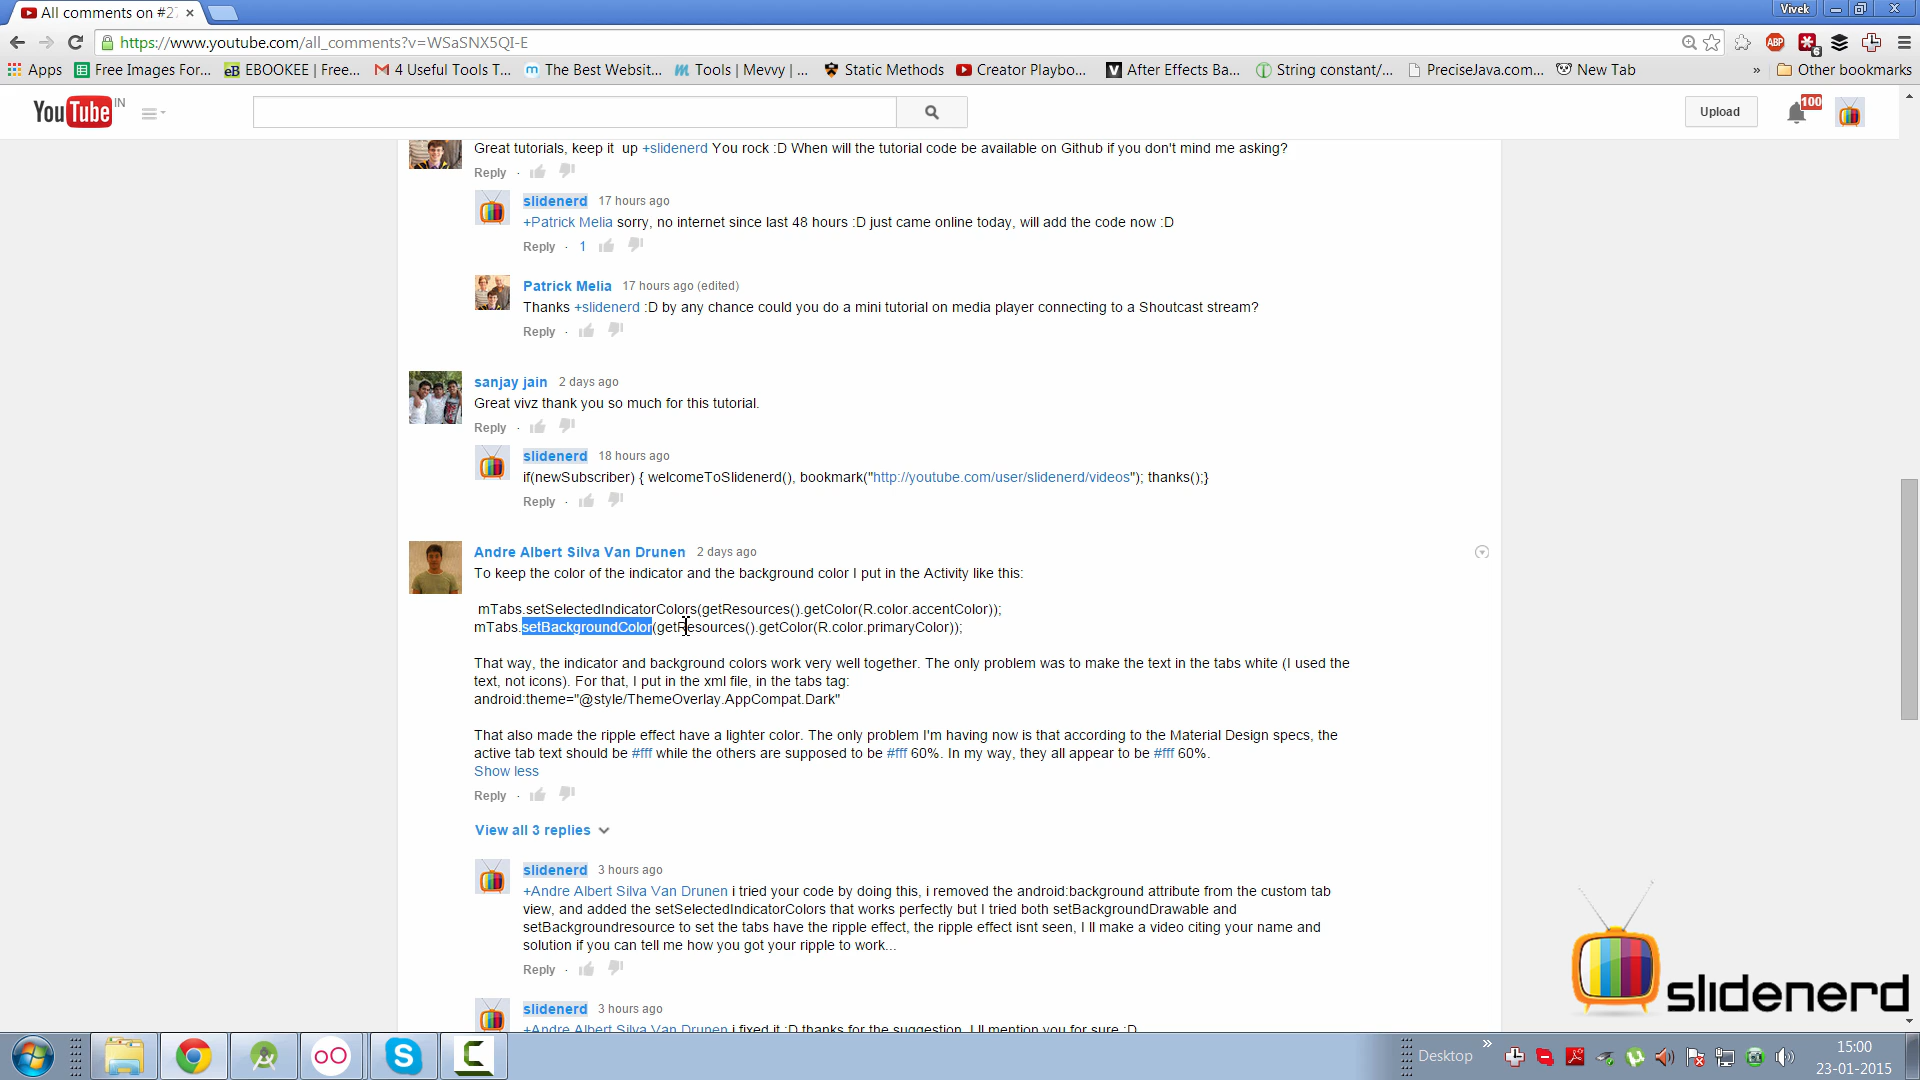 All comments on #27
Vivek
https://www.youtube.com/all_comments?v=WSaSNX5QI-E
Apps Free Images For... EBOOKEE | Free... 4 Useful Tools T... The Best Websit... Tools | Mevvy | ... Static Methods Creator Playbo... After Effects Ba... String constant/... PreciseJava.com... New Tab » Other bookmarks
YouTube IN
Upload
100
Great tutorials, keep it up +slidenerd You rock :D When will the tutorial code be available on Github if you don't mind me asking?
Reply ·
slidenerd 17 hours ago
+Patrick Melia sorry, no internet since last 48 hours :D just came online today, will add the code now :D
Reply · 1
Patrick Melia 17 hours ago (edited)
Thanks +slidenerd :D by any chance could you do a mini tutorial on media player connecting to a Shoutcast stream?
Reply ·
sanjay jain 2 days ago
Great vivz thank you so much for this tutorial.
Reply ·
slidenerd 18 hours ago
if(newSubscriber) { welcomeToSlidenerd(), bookmark("http://youtube.com/user/slidenerd/videos"); thanks();}
Reply ·
Andre Albert Silva Van Drunen 2 days ago
To keep the color of the indicator and the background color I put in the Activity like this:
mTabs.setSelectedIndicatorColors(getResources().getColor(R.color.accentColor));
mTabs.setBackgroundColor(getResources().getColor(R.color.primaryColor));
That way, the indicator and background colors work very well together. The only problem was to make the text in the tabs white (I used the
text, not icons). For that, I put in the xml file, in the tabs tag:
android:theme="@style/ThemeOverlay.AppCompat.Dark"
That also made the ripple effect have a lighter color. The only problem I'm having now is that according to the Material Design specs, the
active tab text should be #fff while the others are supposed to be #fff 60%. In my way, they all appear to be #fff 60%.
Show less
Reply ·
View all 3 replies
slidenerd 3 hours ago
+Andre Albert Silva Van Drunen i tried your code by doing this, i removed the android:background attribute from the custom tab
view, and added the setSelectedIndicatorColors that works perfectly but I tried both setBackgroundDrawable and
setBackgroundresource to set the tabs have the ripple effect, the ripple effect isnt seen, I ll make a video citing your name and
solution if you can tell me how you got your ripple to work...
Reply ·
slidenerd 3 hours ago
+Andre Albert Silva Van Drunen i fixed it :D thanks for the suggestion, I ll mention you for sure :D
slidenerd
Desktop »
15:00
23-01-2015